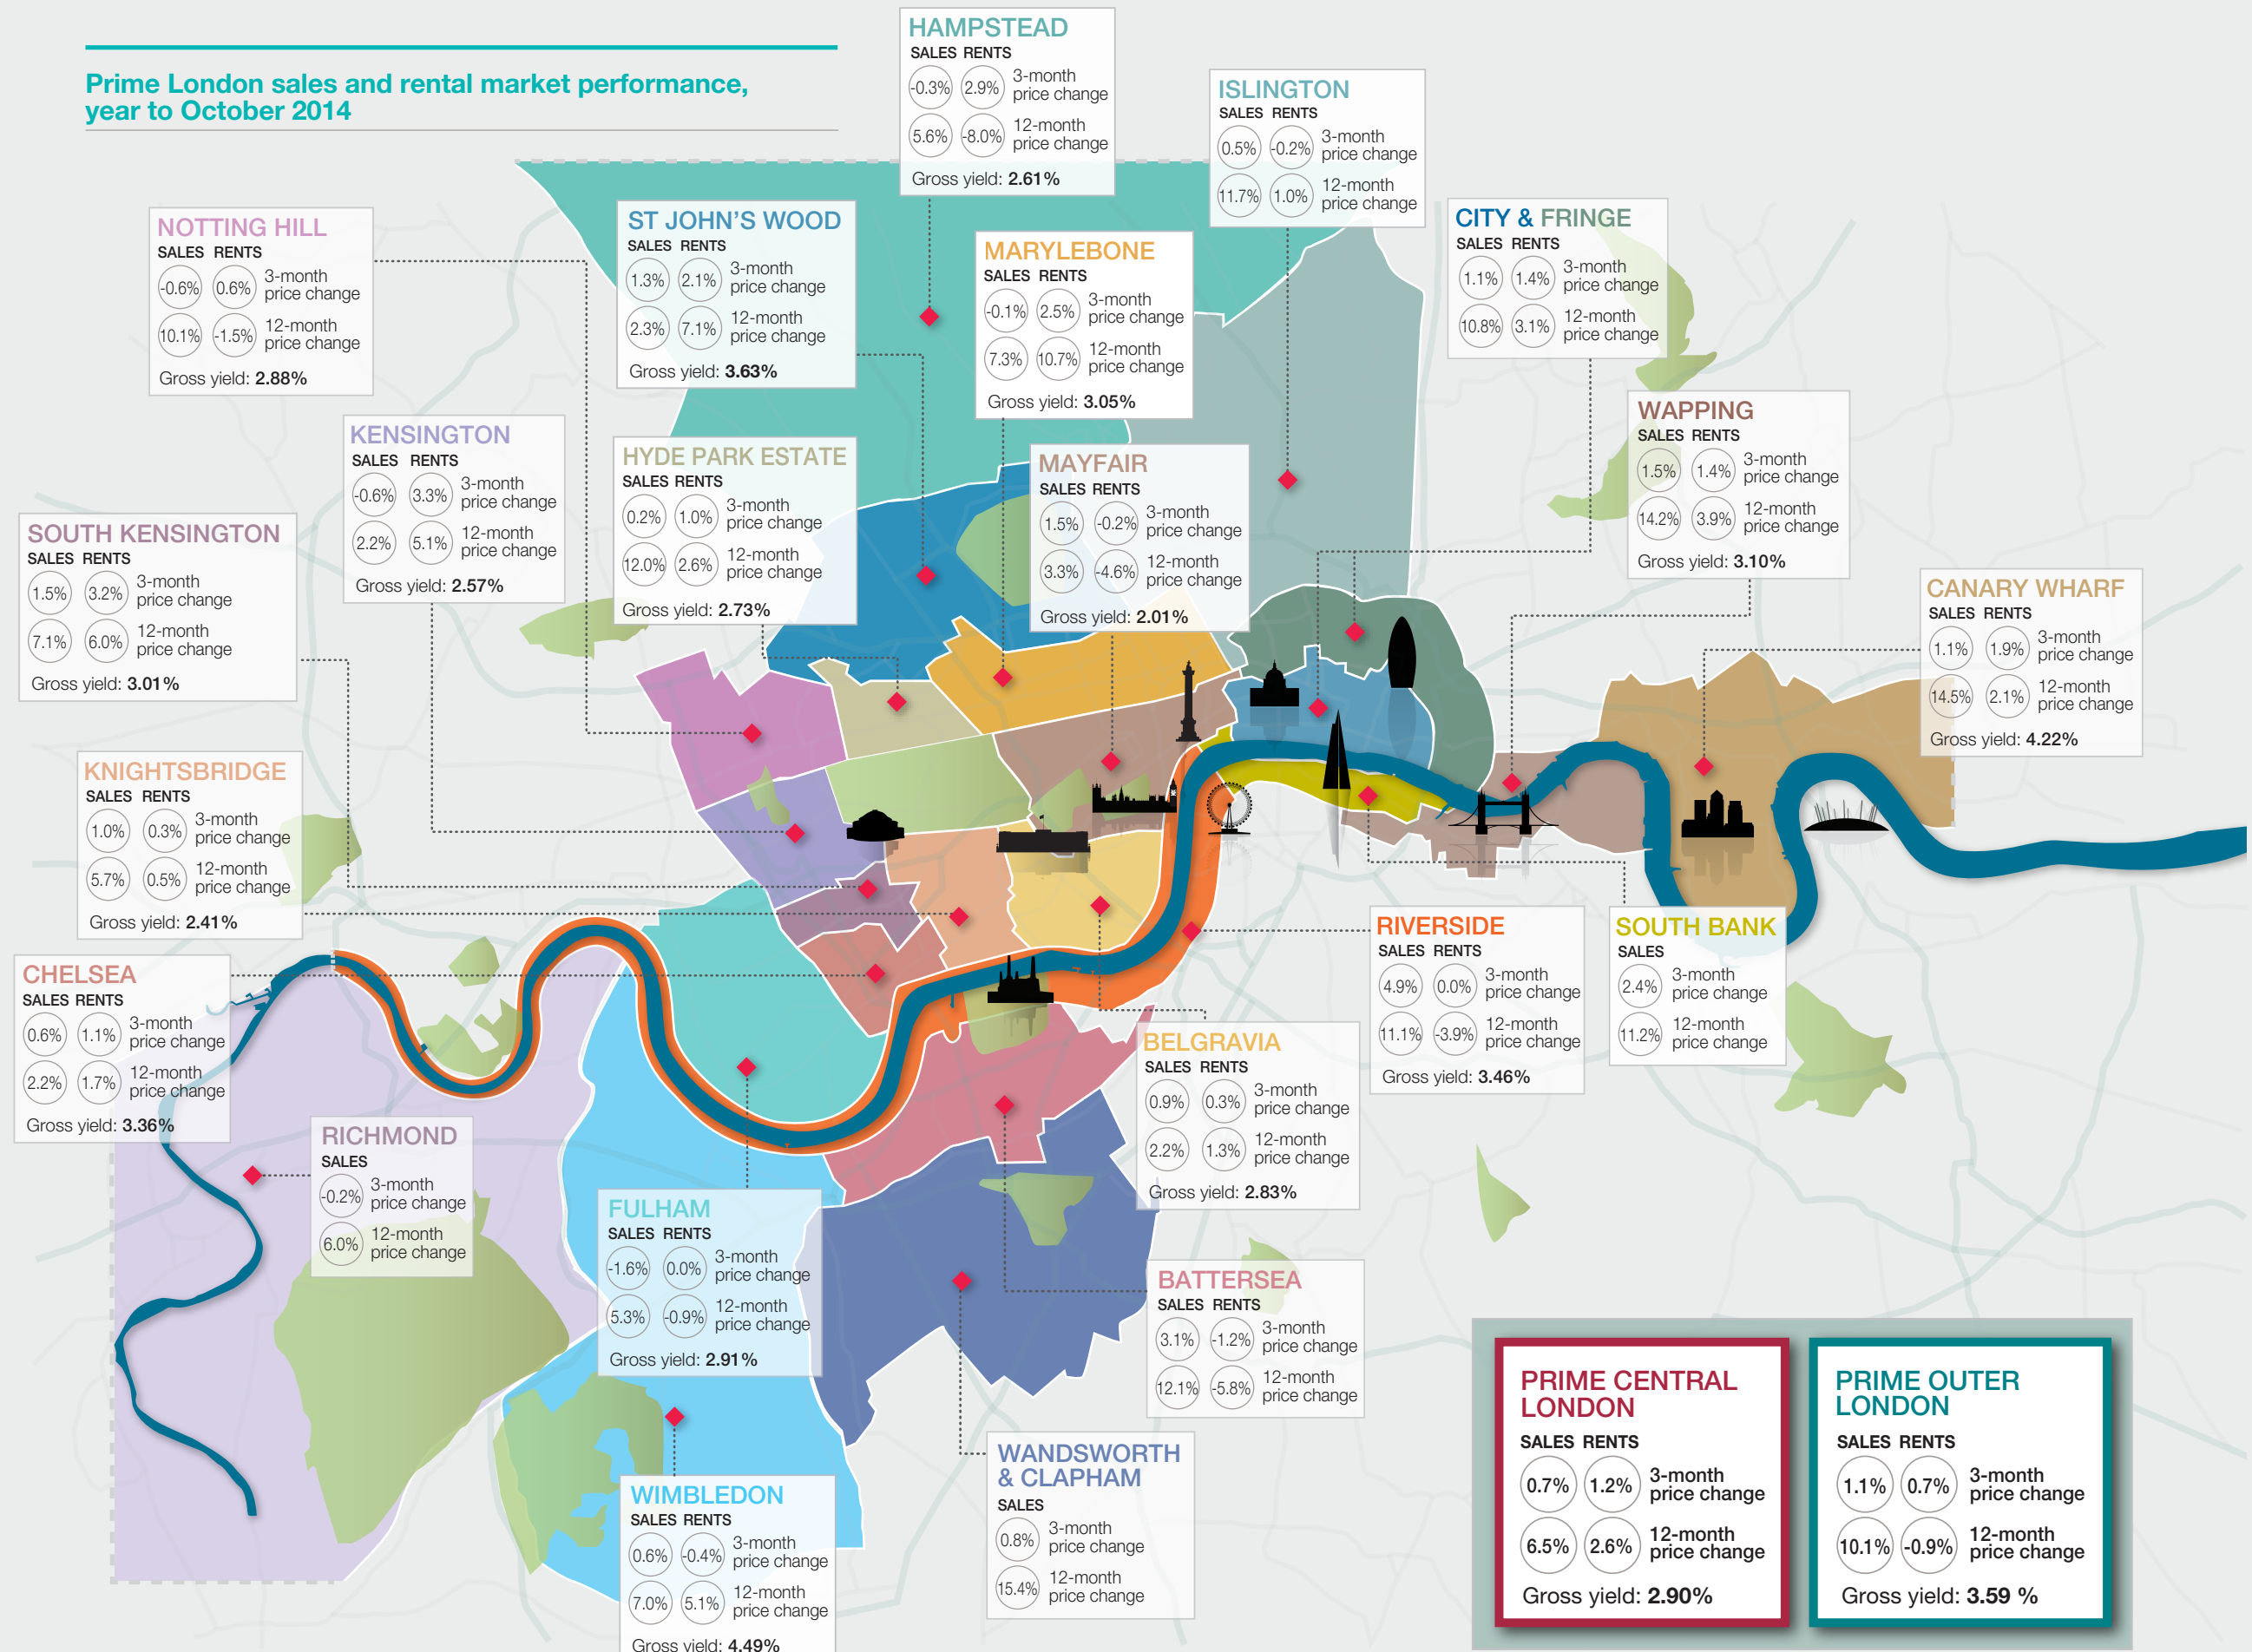 Prime London sales and rental market performance,
year to October 2014
HAMPSTEAD
SALES RENTS
-0.3% 2.9% 3-month
price change
5.6% -8.0% 12-month
price change
Gross yield: 2.61%
ISLINGTON
SALES RENTS
0.5% -0.2% 3-month
price change
11.7% 1.0% 12-month
price change
NOTTING HILL
SALES RENTS
-0.6% 0.6% 3-month
price change
10.1% -1.5% 12-month
price change
Gross yield: 2.88%
ST JOHN'S WOOD
SALES RENTS
1.3% 2.1% 3-month
price change
2.3% 7.1% 12-month
price change
Gross yield: 3.63%
MARYLEBONE
SALES RENTS
-0.1% 2.5% 3-month
price change
7.3% 10.7% 12-month
price change
Gross yield: 3.05%
CITY & FRINGE
SALES RENTS
1.1% 1.4% 3-month
price change
10.8% 3.1% 12-month
price change
WAPPING
SALES RENTS
1.5% 1.4% 3-month
price change
14.2% 3.9% 12-month
price change
Gross yield: 3.10%
KENSINGTON
SALES RENTS
-0.6% 3.3% 3-month
price change
2.2% 5.1% 12-month
price change
Gross yield: 2.57%
HYDE PARK ESTATE
SALES RENTS
0.2% 1.0% 3-month
price change
12.0% 2.6% 12-month
price change
Gross yield: 2.73%
MAYFAIR
SALES RENTS
1.5% -0.2% 3-month
price change
3.3% -4.6% 12-month
price change
Gross yield: 2.01%
SOUTH KENSINGTON
SALES RENTS
1.5% 3.2% 3-month
price change
7.1% 6.0% 12-month
price change
Gross yield: 3.01%
CANARY WHARF
SALES RENTS
1.1% 1.9% 3-month
price change
14.5% 2.1% 12-month
price change
Gross yield: 4.22%
KNIGHTSBRIDGE
SALES RENTS
1.0% 0.3% 3-month
price change
5.7% 0.5% 12-month
price change
Gross yield: 2.41%
CHELSEA
SALES RENTS
0.6% 1.1% 3-month
price change
2.2% 1.7% 12-month
price change
Gross yield: 3.36%
RIVERSIDE
SALES RENTS
4.9% 0.0% 3-month
price change
11.1% -3.9% 12-month
price change
Gross yield: 3.46%
SOUTH BANK
SALES
2.4% 3-month
price change
11.2% 12-month
price change
BELGRAVIA
SALES RENTS
0.9% 0.3% 3-month
price change
2.2% 1.3% 12-month
price change
Gross yield: 2.83%
RICHMOND
SALES
-0.2% 3-month
price change
6.0% 12-month
price change
FULHAM
SALES RENTS
-1.6% 0.0% 3-month
price change
5.3% -0.9% 12-month
price change
Gross yield: 2.91%
BATTERSEA
SALES RENTS
3.1% -1.2% 3-month
price change
12.1% -5.8% 12-month
price change
WANDSWORTH
& CLAPHAM
SALES
0.8% 3-month
price change
15.4% 12-month
price change
WIMBLEDON
SALES RENTS
0.6% -0.4% 3-month
price change
7.0% 5.1% 12-month
price change
Gross yield: 4.49%
PRIME CENTRAL
LONDON
SALES RENTS
0.7% 1.2% 3-month
price change
6.5% 2.6% 12-month
price change
Gross yield: 2.90%
PRIME OUTER
LONDON
SALES RENTS
1.1% 0.7% 3-month
price change
10.1% -0.9% 12-month
price change
Gross yield: 3.59 %